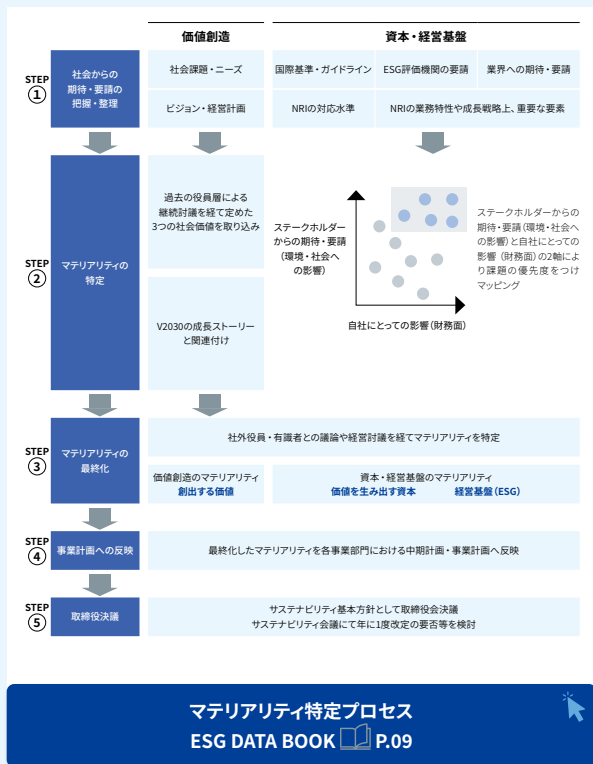 価値創造
資本・経営基盤
STEP
①
社会からの
期待・要請の
把握・整理
社会課題・ニーズ
国際基準・ガイドライン
ESG評価機関の要請
業界への期待・要請
ビジョン・経営計画
NRIの対応水準
NRIの業務特性や成長戦略上、重要な要素
STEP
②
マテリアリティの
特定
過去の役員層による
継続討議を経て定めた
3つの社会価値を取り込み
V2030の成長ストーリー
と関連付け
ステークホルダー
からの期待・要請
(環境・社会へ
の影響)
自社にとっての影響(財務面)
ステークホルダーからの
期待・要請(環境・社会へ
の影響)と自社にとっての
影響(財務面)の2軸によ
り課題の優先度をつけ
マッピング
STEP
③
マテリアリティの
最終化
社外役員・有識者との議論や経営討議を経てマテリアリティを特定
価値創造のマテリアリティ
創出する価値
資本・経営基盤のマテリアリティ
価値を生み出す資本 経営基盤(ESG)
STEP
④
事業計画への反映
最終化したマテリアリティを各事業部門における中期計画・事業計画へ反映
STEP
⑤
取締役決議
サステナビリティ基本方針として取締役会決議
サステナビリティ会議にて年に1度改定の要否等を検討
マテリアリティ特定プロセス
ESG DATA BOOK P.09